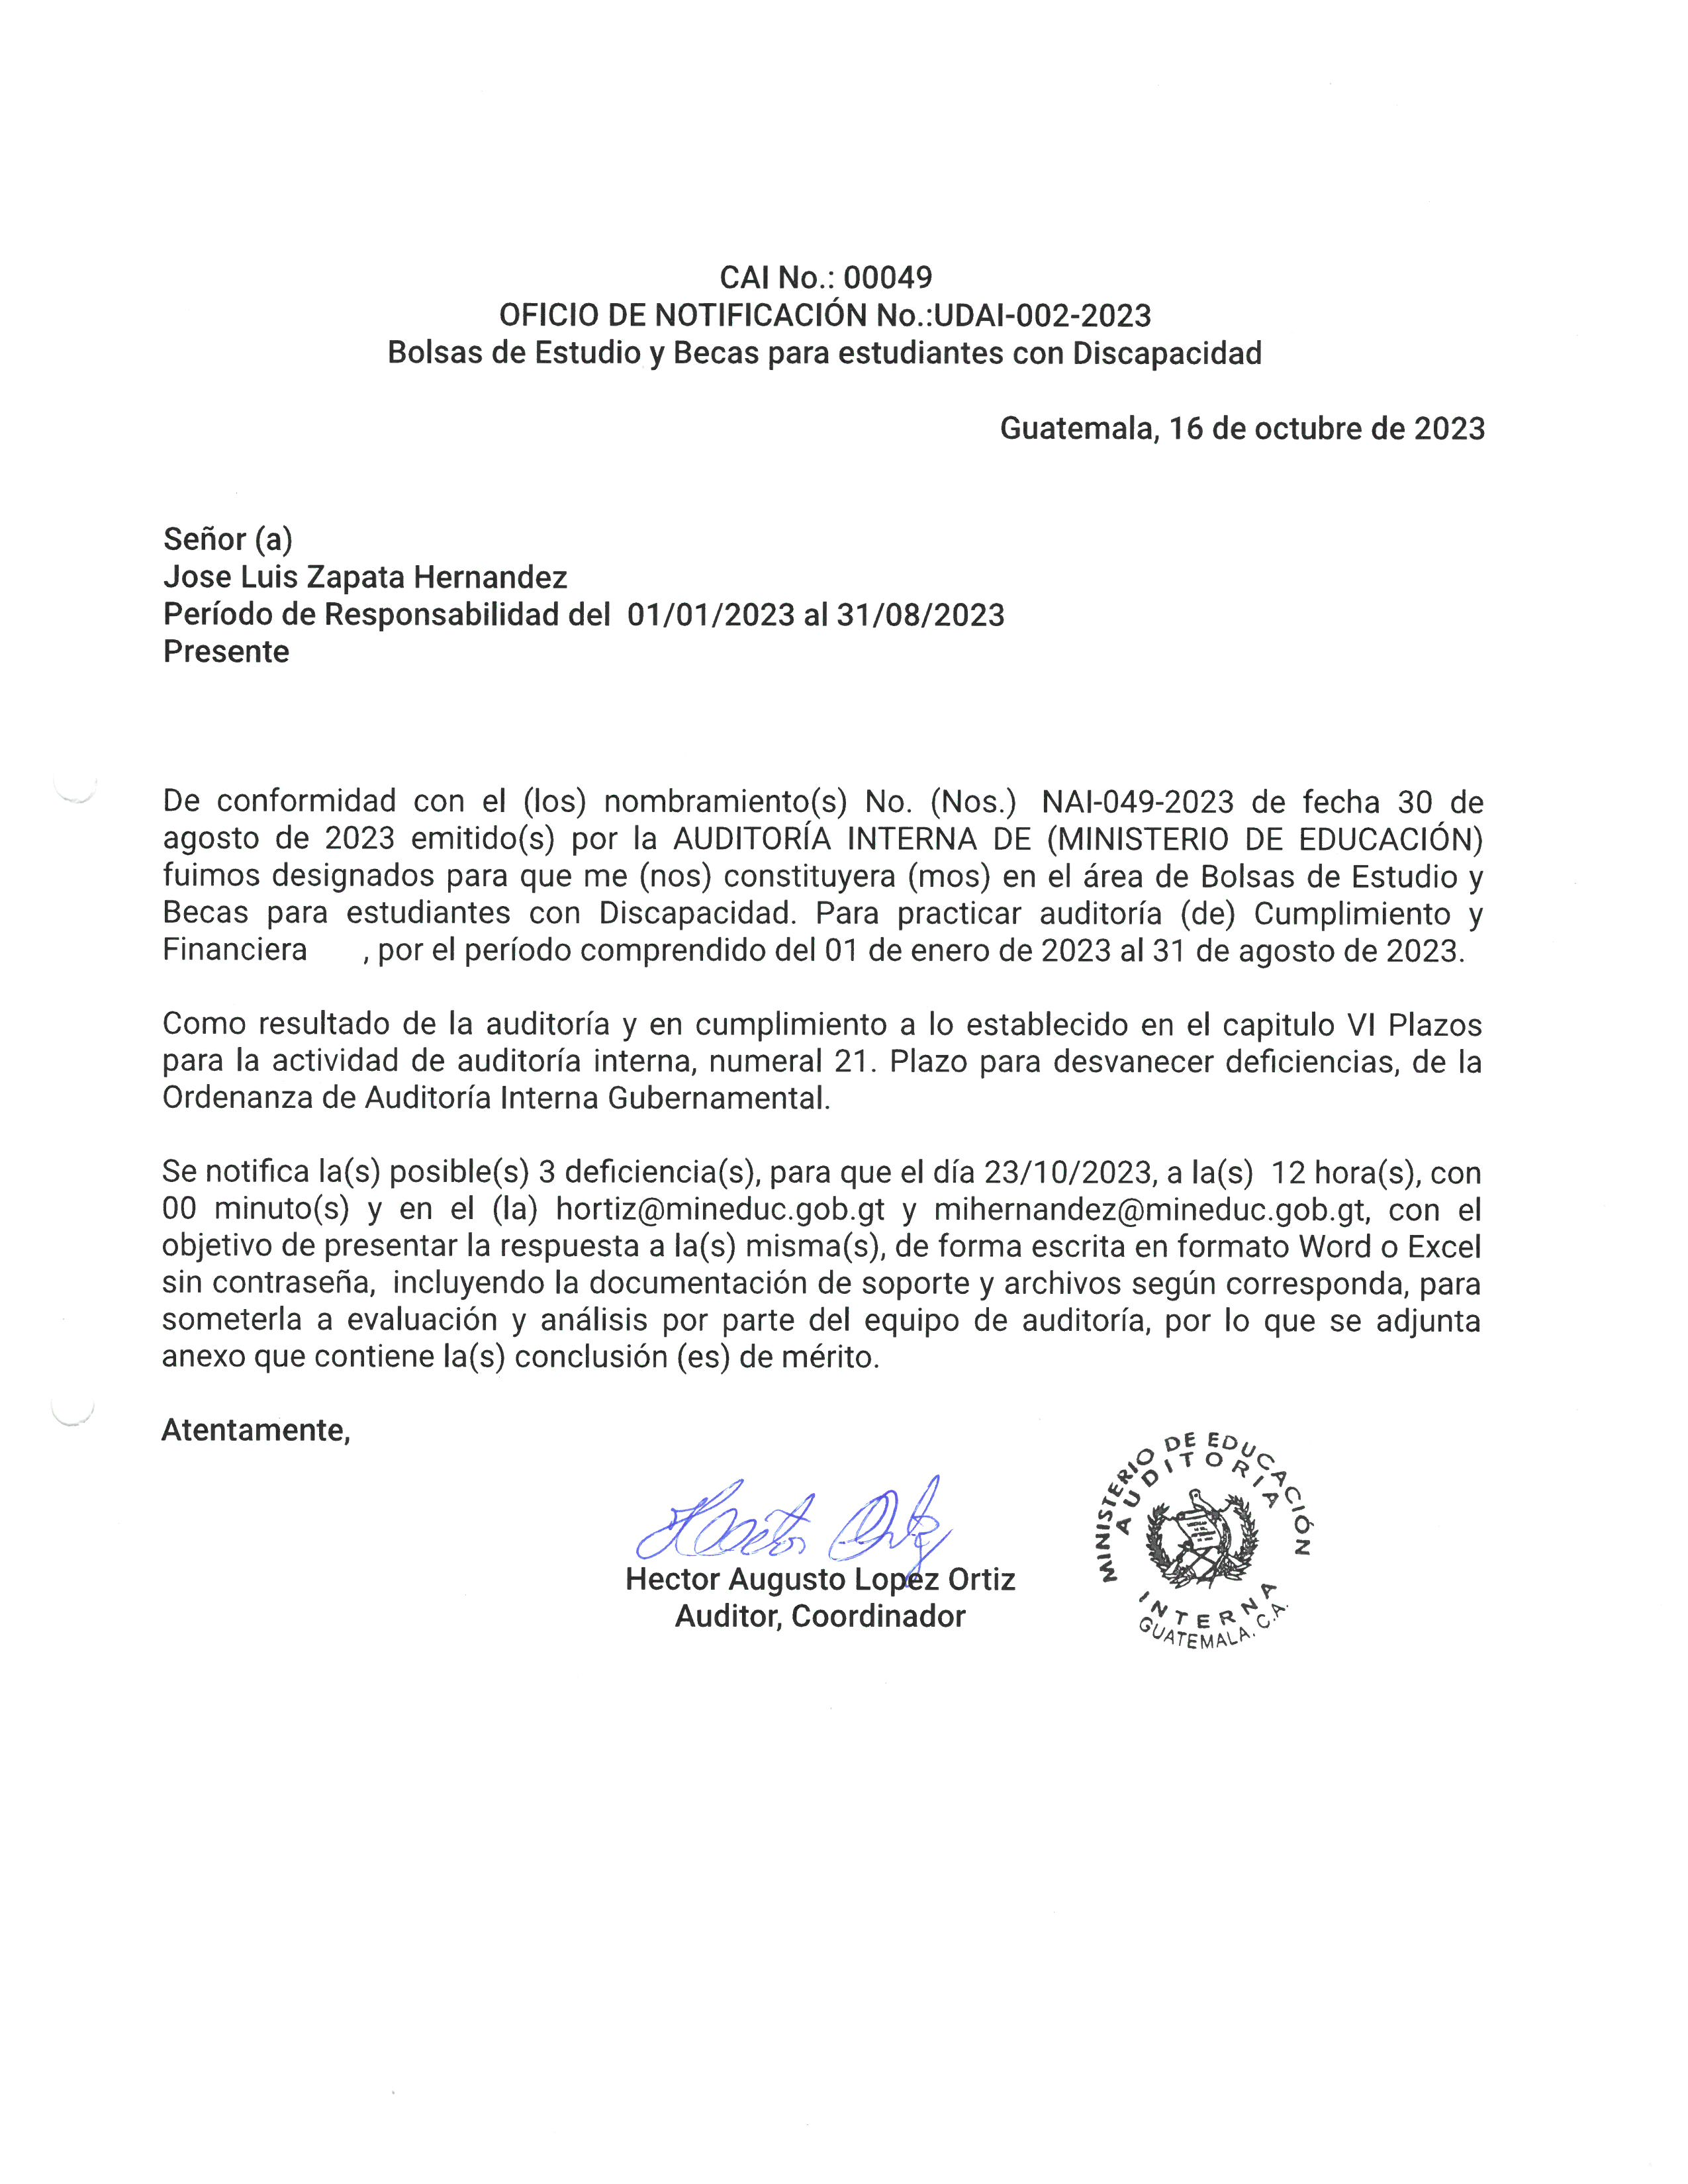 CAI No.: 00049
OFICIO DE NOTIFICACIÓN No.:UDAI-002-2023
Bolsas de Estudio y Becas para estudiantes con Discapacidad
Guatemala, 16 de octubre de 2023
Señor (a)
Jose Luis Zapata Hernandez
Período de Responsabilidad del 01/01/2023 al 31/08/2023
Presente
De conformidad con el (los) nombramiento(s) No. (Nos.) NAI-049-2023 de fecha 30 de
agosto de 2023 emitido(s) por la AUDITORÍA INTERNA DE (MINISTERIO DE EDUCACIÓN)
fuimos designados para que me (nos) constituyera (mos) en el área de Bolsas de Estudio y
Becas para estudiantes con Discapacidad. Para practicar auditoría (de) Cumplimiento y
Financiera , por el período comprendido del 01 de enero de 2023 al 31 de agosto de 2023.
Como resultado de la auditoría y en cumplimiento a lo establecido en el capitulo VI Plazos
para la actividad de auditoría interna, numeral 21. Plazo para desvanecer deficiencias, de la
Ordenanza de Auditoría Interna Gubernamental.
Se notifica la(s) posible(s) 3 deficiencia(s), para que el día 23/10/2023, a la(s) 12 hora(s), con
00 minuto(s) y en el (la) hortiz@mineduc.gob.gt y mihernandez@mineduc.gob.gt, con el
objetivo de presentar la respuesta a la(s) misma(s), de forma escrita en formato Word o Excel
sin contraseña, incluyendo la documentación de soporte y archivos según corresponda, para
someterla a evaluación y análisis por parte del equipo de auditoría, por lo que se adjunta
anexo que contiene la(s) conclusión (es) de mérito.
Atentamente,
Hector Augusto Lopez Ortiz
Auditor, Coordinador
MINISTERIO DE EDUCACIÓN
AUDITORIA
INTERNA
GUATEMALA, C.A.